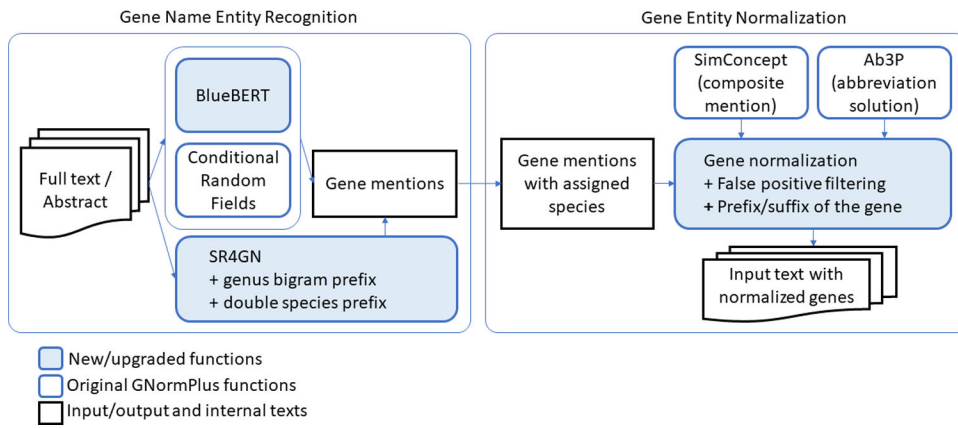 Gene Name Entity Recognition
Gene Entity Normalization
BlueBERT
Conditional
Random
Fields
Full text /
Abstract
Gene mentions
SR4GN
+ genus bigram prefix
+ double species prefix
SimConcept
(composite
mention)
Ab3P
(abbreviation
solution)
Gene mentions
with assigned
species
Gene normalization
+ False positive filtering
+ Prefix/suffix of the gene
Input text with
normalized genes
New/upgraded functions
Original GNormPlus functions
Input/output and internal texts